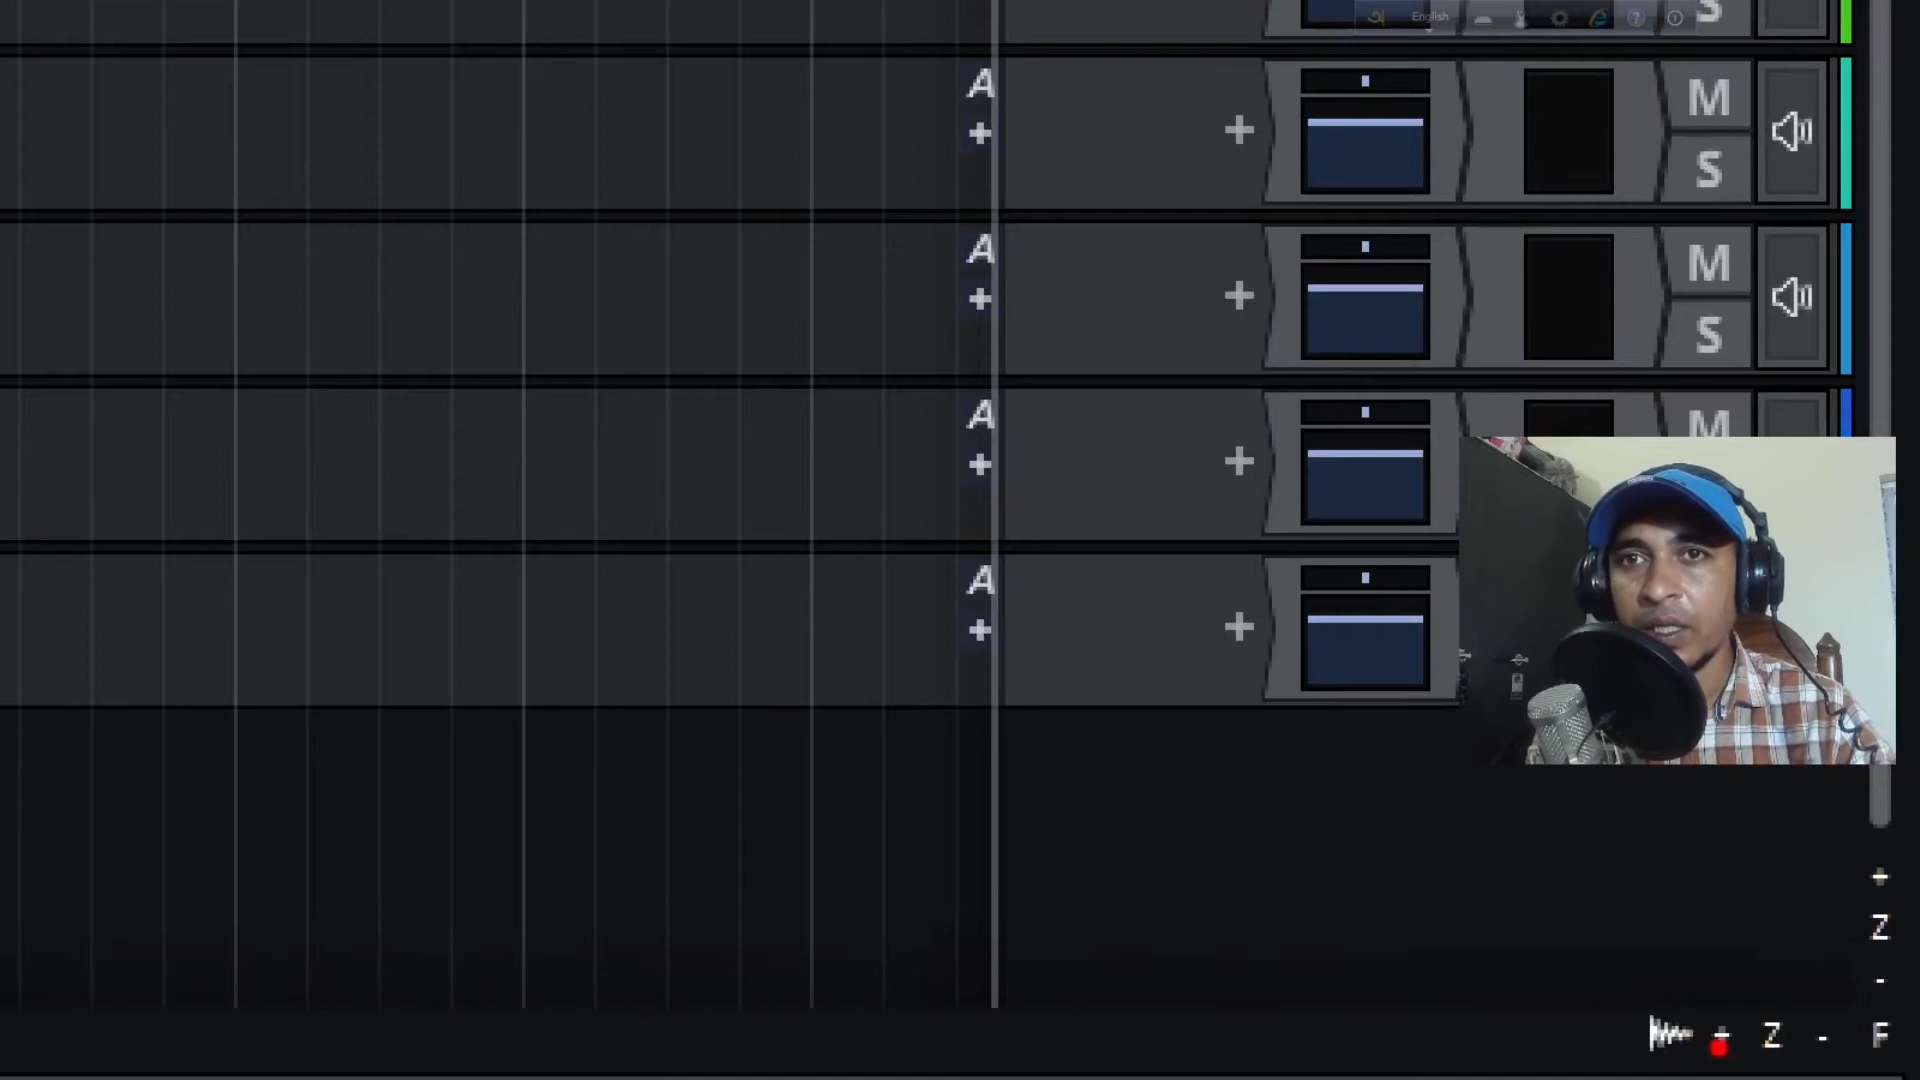 অ English ?
S
A
+ + M
S
A
+ + M
S
A
+ + M
A
+ +
+
Z
-
+ Z - F